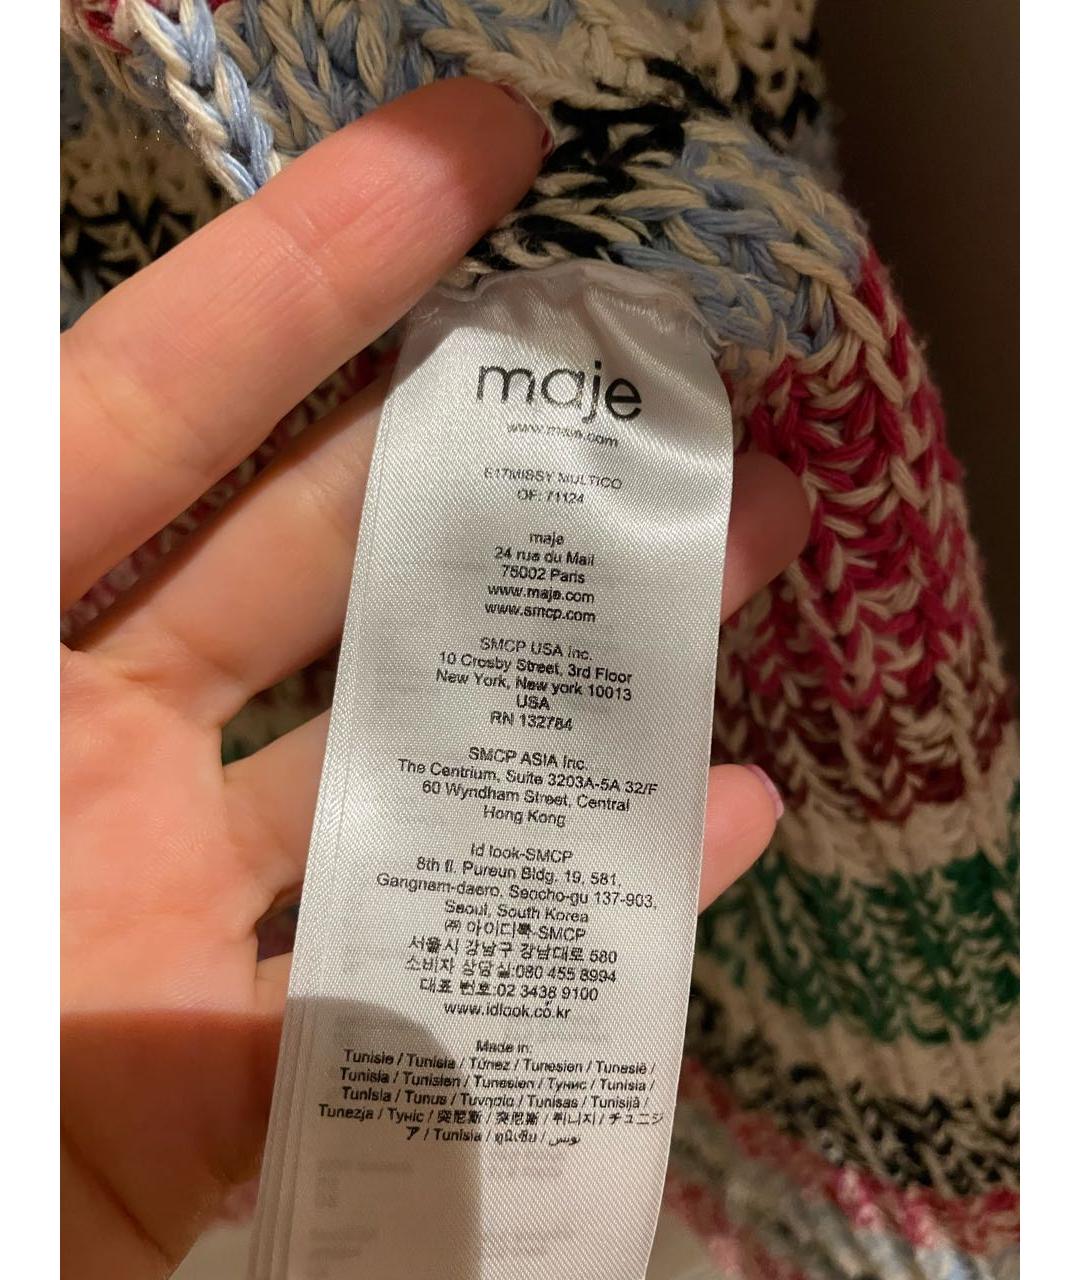 maje
www.maje.com
E17MISSY MULTICO
OF: 71124
maje
24 rue du Mail
75002 Paris
www.maje.com
www.smcp.com
SMCP USA Inc.
10 Crosby Street, 3rd Floor
New York, New york 10013
USA
RN 132784
SMCP ASIA Inc.
The Centrium, Suite 3203A-5A 32/F
60 Wyndham Street, Central
Hong Kong
Id look-SMCP
8th fl. Pureun Bldg. 19, 581,
Gangnam-daero, Seocho-gu 137-903,
Seoul, South Korea
㈜ 아이디룩-SMCP
서울시 강남구 강남대로 580
소비자 상담실:080 455 8994
대표 번호:02 3438 9100
www.idlook.co.kr
Made in:
Tunisie / Tunisia / Túnez / Tunesien / Tunesië /
Tunisia / Tunisien / Tunesien / Тунис / Tunísia /
Tunisia / Tunus / Τυνησία / Tunisas / Tunisijā /
Tunezja / Туніс / 突尼斯 / 突尼斯 / 튀니지 / チュニジ
ア / Tunisia / ตูนิเซีย / تونس